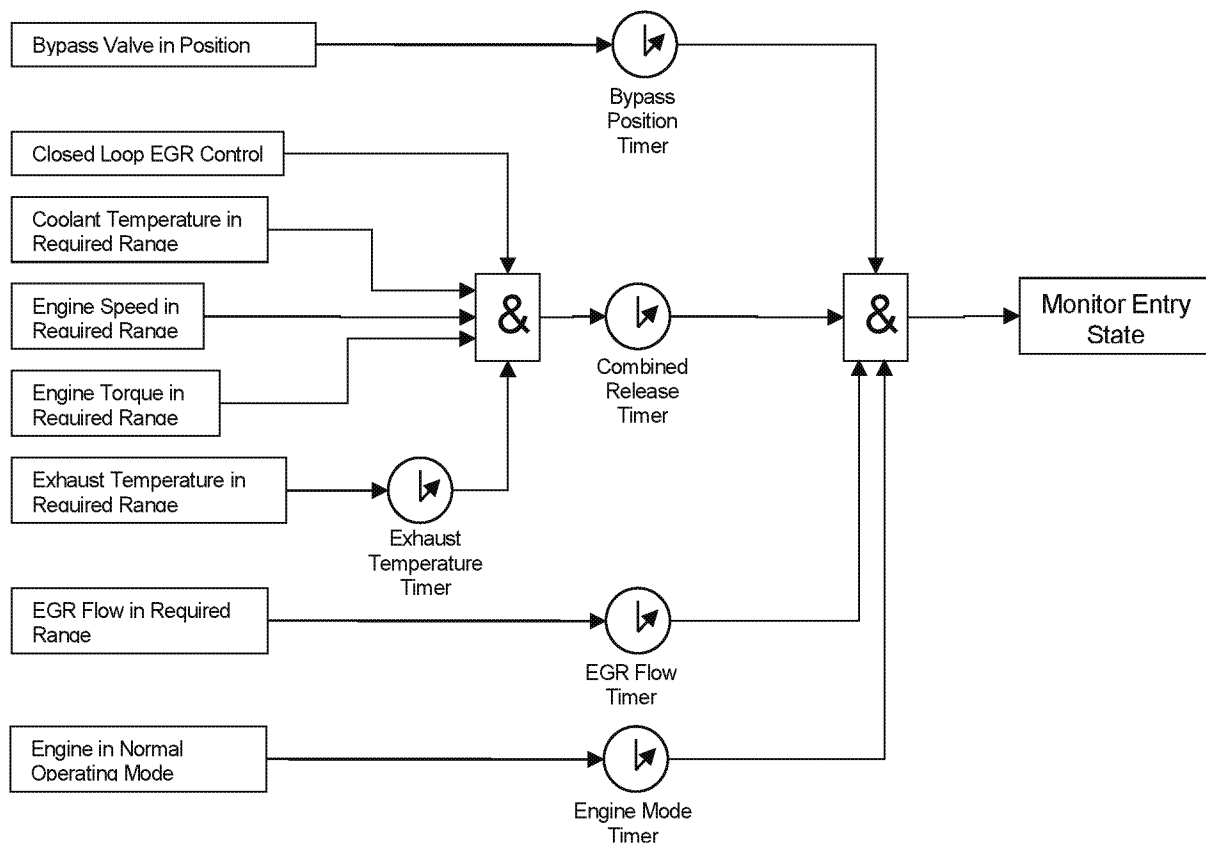 Bypass Valve in Position
Bypass
Position
Timer
Closed Loop EGR Control
Coolant Temperature in
Required Range
Engine Speed in
Required Range
&
Combined
Release
Timer
&
Monitor Entry
State
Engine Torque in
Required Range
Exhaust Temperature in
Required Range
Exhaust
Temperature
Timer
EGR Flow in Required
Range
EGR Flow
Timer
Engine in Normal
Operating Mode
Engine Mode
Timer